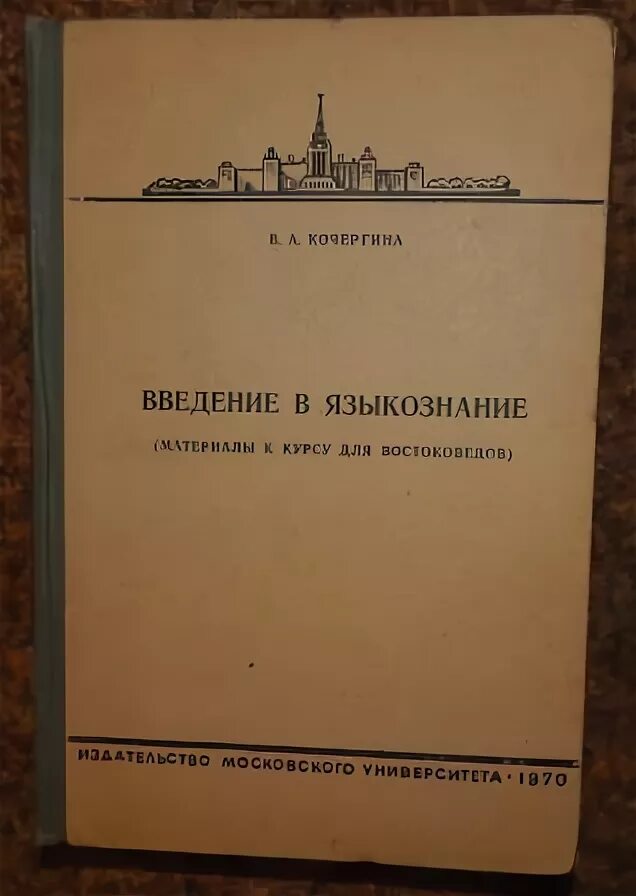 В. А. КОЧЕРГИНА
ВВЕДЕНИЕ В ЯЗЫКОЗНАНИЕ
(МАТЕРИАЛЫ К КУРСУ ДЛЯ ВОСТОКОВЕДОВ)
ИЗДАТЕЛЬСТВО МОСКОВСКОГО УНИВЕРСИТЕТА · 1970